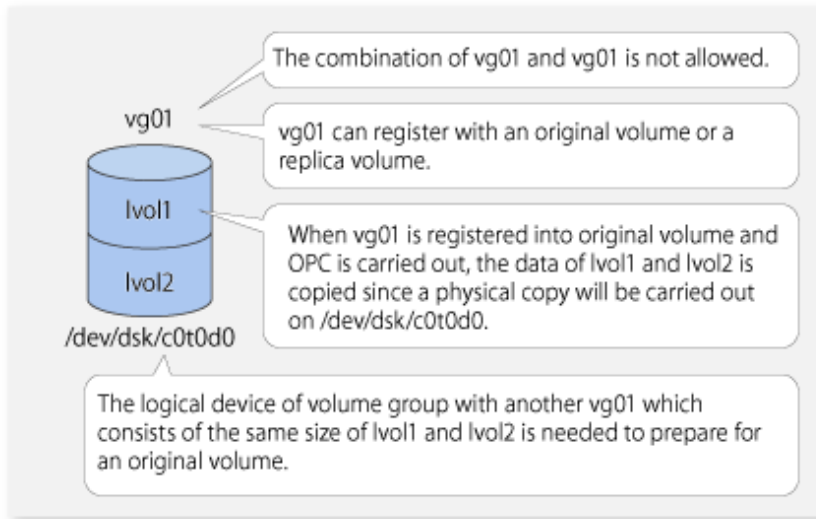 The combination of vg01 and vg01 is not allowed.
vg01
vg01 can register with an original volume or a
replica volume.
lvol1
When vg01 is registered into original volume and
OPC is carried out, the data of lvol1 and lvol2 is
copied since a physical copy will be carried out
on /dev/dsk/c0t0d0.
lvol2
/dev/dsk/c0t0d0
The logical device of volume group with another vg01 which
consists of the same size of lvol1 and lvol2 is needed to prepare for
an original volume.